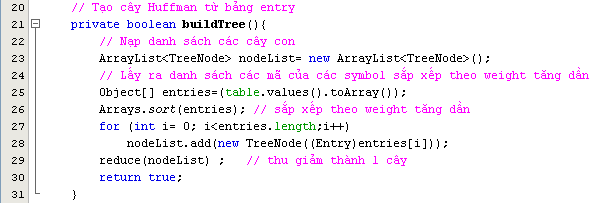 20 // Tạo cây Huffman từ bảng entry
21 private boolean buildTree(){
22 // Nạp danh sách các cây con
23 ArrayList<TreeNode> nodeList= new ArrayList<TreeNode>();
24 // Lấy ra danh sách các mã của các symbol sắp xếp theo weight tăng dần
25 Object[] entries=(table.values().toArray());
26 Arrays.sort(entries); // sắp xếp theo weight tăng dần
27 for (int i= 0; i<entries.length;i++)
28 nodeList.add(new TreeNode((Entry)entries[i]));
29 reduce(nodeList) ; // thu giảm thành 1 cây
30 return true;
31 }